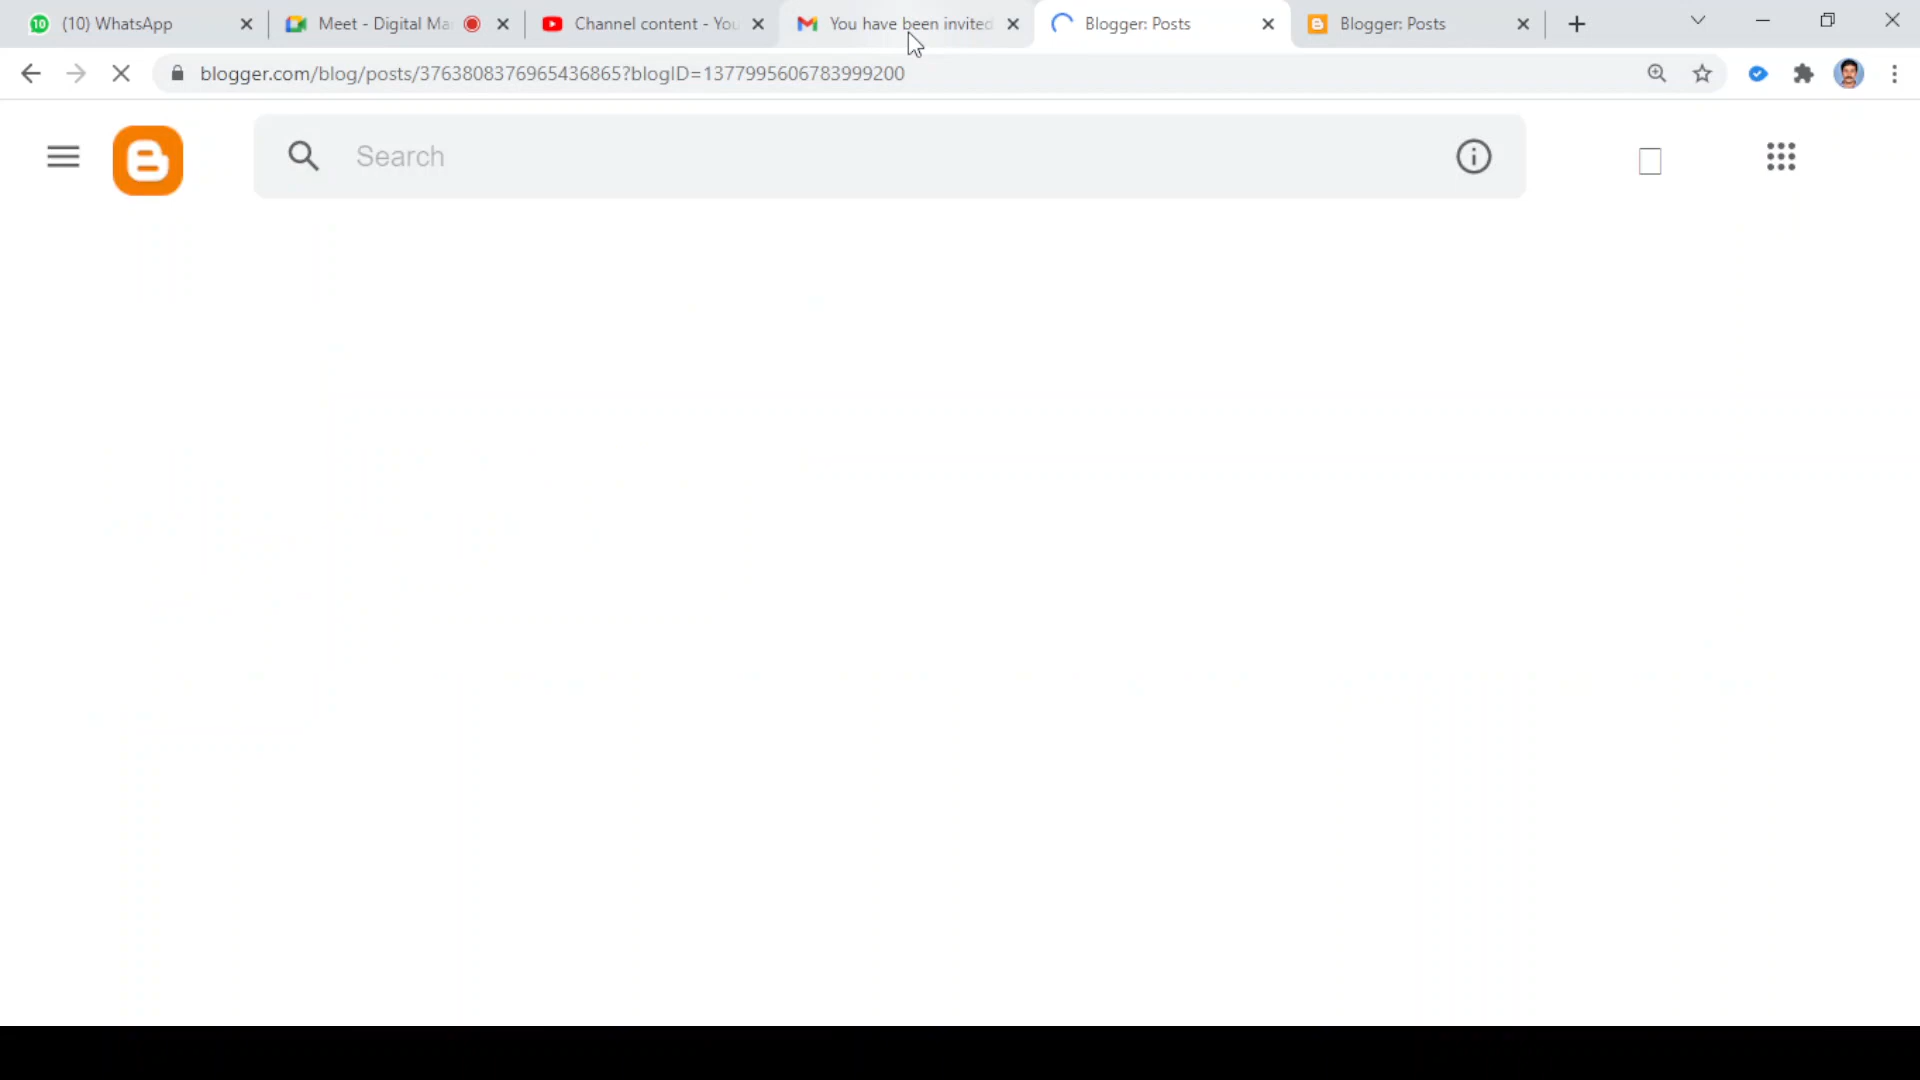 (10) WhatsApp
Meet - Digital Ma
Channel content - You
You have been invited
Blogger: Posts
Blogger: Posts
blogger.com/blog/posts/3763808376965436865?blogID=1377995606783999200
Search